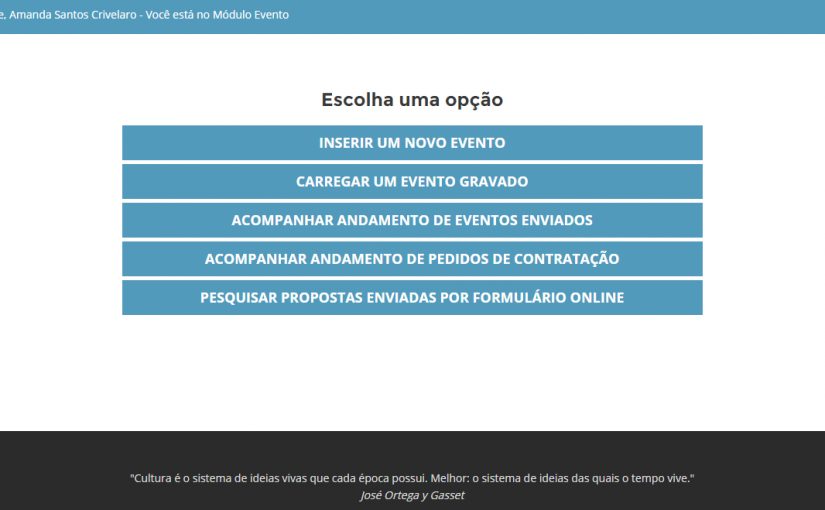 e, Amanda Santos Crivelaro - Você está no Módulo Evento
Escolha uma opção
INSERIR UM NOVO EVENTO
CARREGAR UM EVENTO GRAVADO
ACOMPANHAR ANDAMENTO DE EVENTOS ENVIADOS
ACOMPANHAR ANDAMENTO DE PEDIDOS DE CONTRATAÇÃO
PESQUISAR PROPOSTAS ENVIADAS POR FORMULÁRIO ONLINE
"Cultura é o sistema de ideias vivas que cada época possui. Melhor: o sistema de ideias das quais o tempo vive."
José Ortega y Gasset